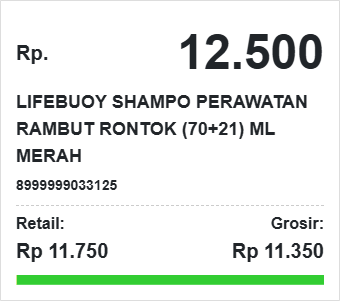 Rp. 12.500
LIFEBUOY SHAMPO PERAWATAN
RAMBUT RONTOK (70+21) ML
MERAH
8999999033125
Retail: Grosir:
Rp 11.750 Rp 11.350